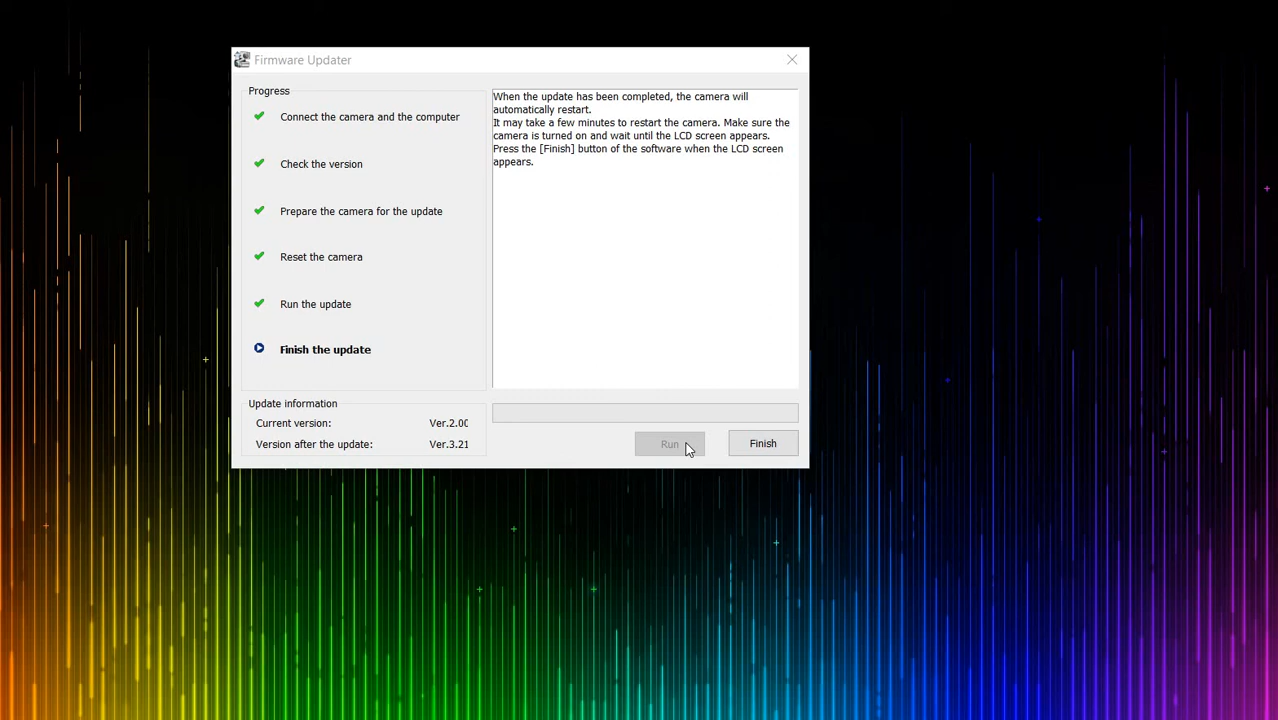 Firmware Updater
Progress
Connect the camera and the computer
Check the version
Prepare the camera for the update
Reset the camera
Run the update
Finish the update
When the update has been completed, the camera will
automatically restart.
It may take a few minutes to restart the camera. Make sure the
camera is turned on and wait until the LCD screen appears.
Press the [Finish] button of the software when the LCD screen
appears.
Update information
Current version: Ver.2.00
Version after the update: Ver.3.21
Run
Finish